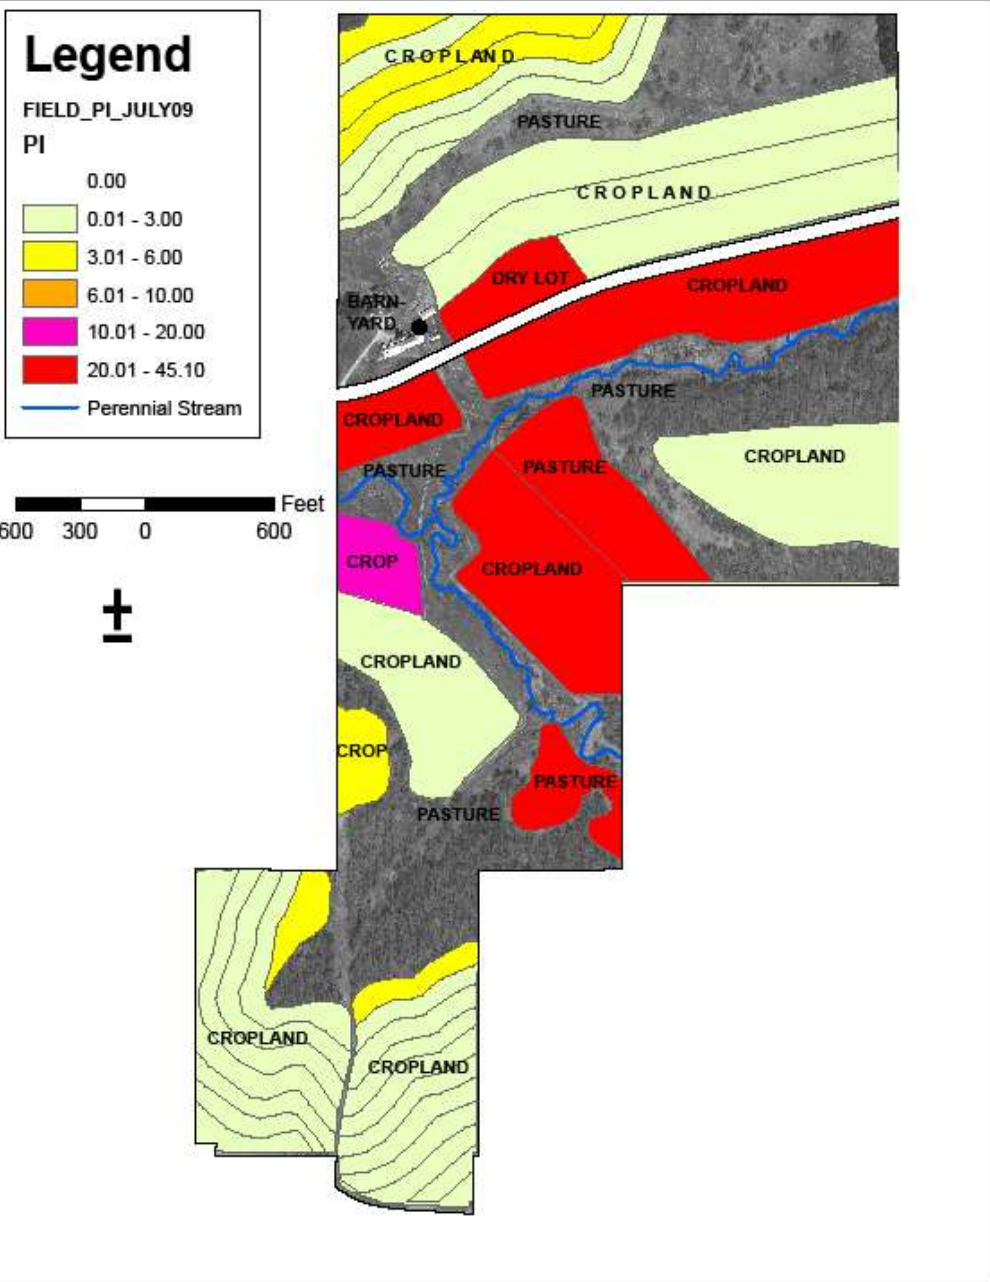 Legend
FIELD_PI_JULY09
PI
0.00
0.01 - 3.00
3.01 - 6.00
6.01 - 10.00
10.01 - 20.00
20.01 - 45.10
Perennial Stream
Feet
600 300 0 600
CROPLAND
PASTURE
CROPLAND
DRY LOT
CROPLAND
BARN-
YARD
PASTURE
CROPLAND
CROPLAND
PASTURE
PASTURE
CROP
CROPLAND
CROPLAND
CROP
PASTURE
PASTURE
CROPLAND
CROPLAND